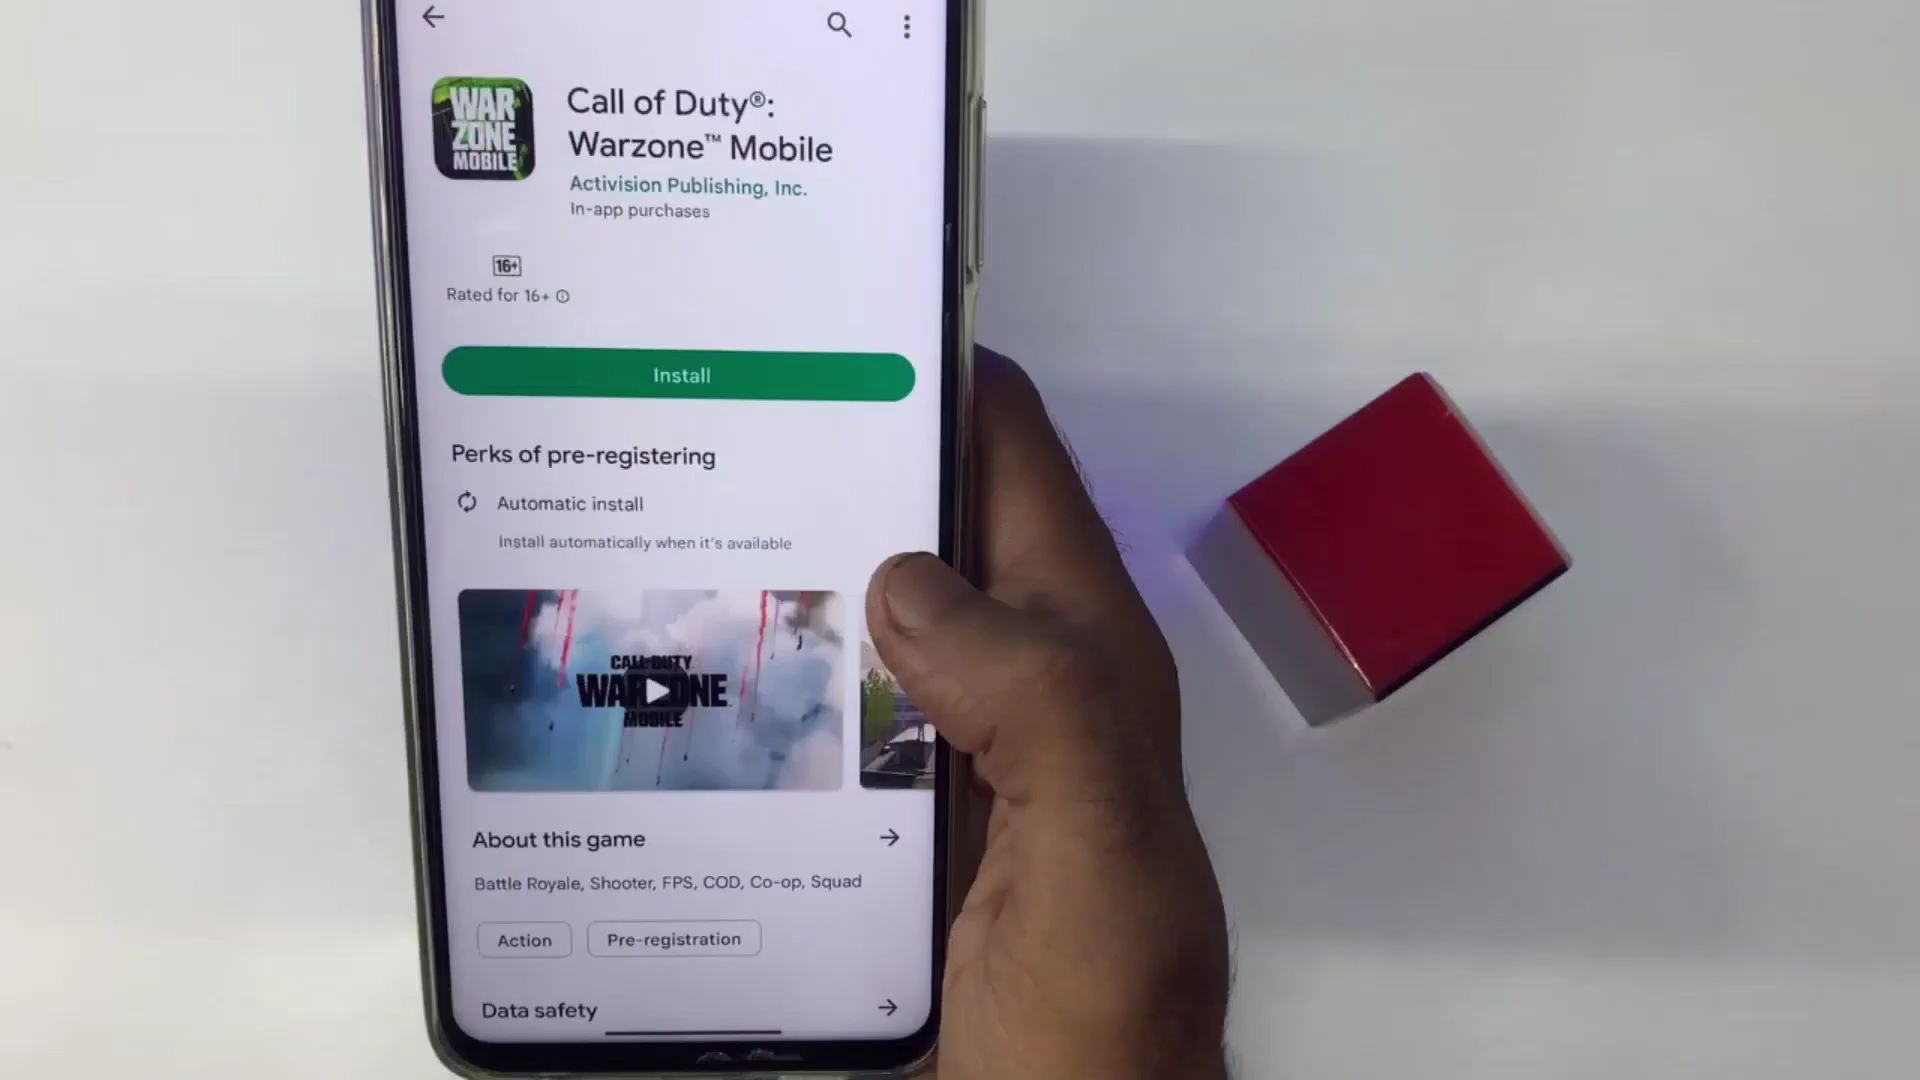 WAR
ZONE
MOBILE
Call of Duty®:
Warzone™ Mobile
Activision Publishing, Inc.
In-app purchases
16+
Rated for 16+
Install
Perks of pre-registering
Automatic install
Install automatically when it's available
CALL DUTY
WARZONE
MOBILE
About this game
Battle Royale, Shooter, FPS, COD, Co-op, Squad
Action
Pre-registration
Data safety